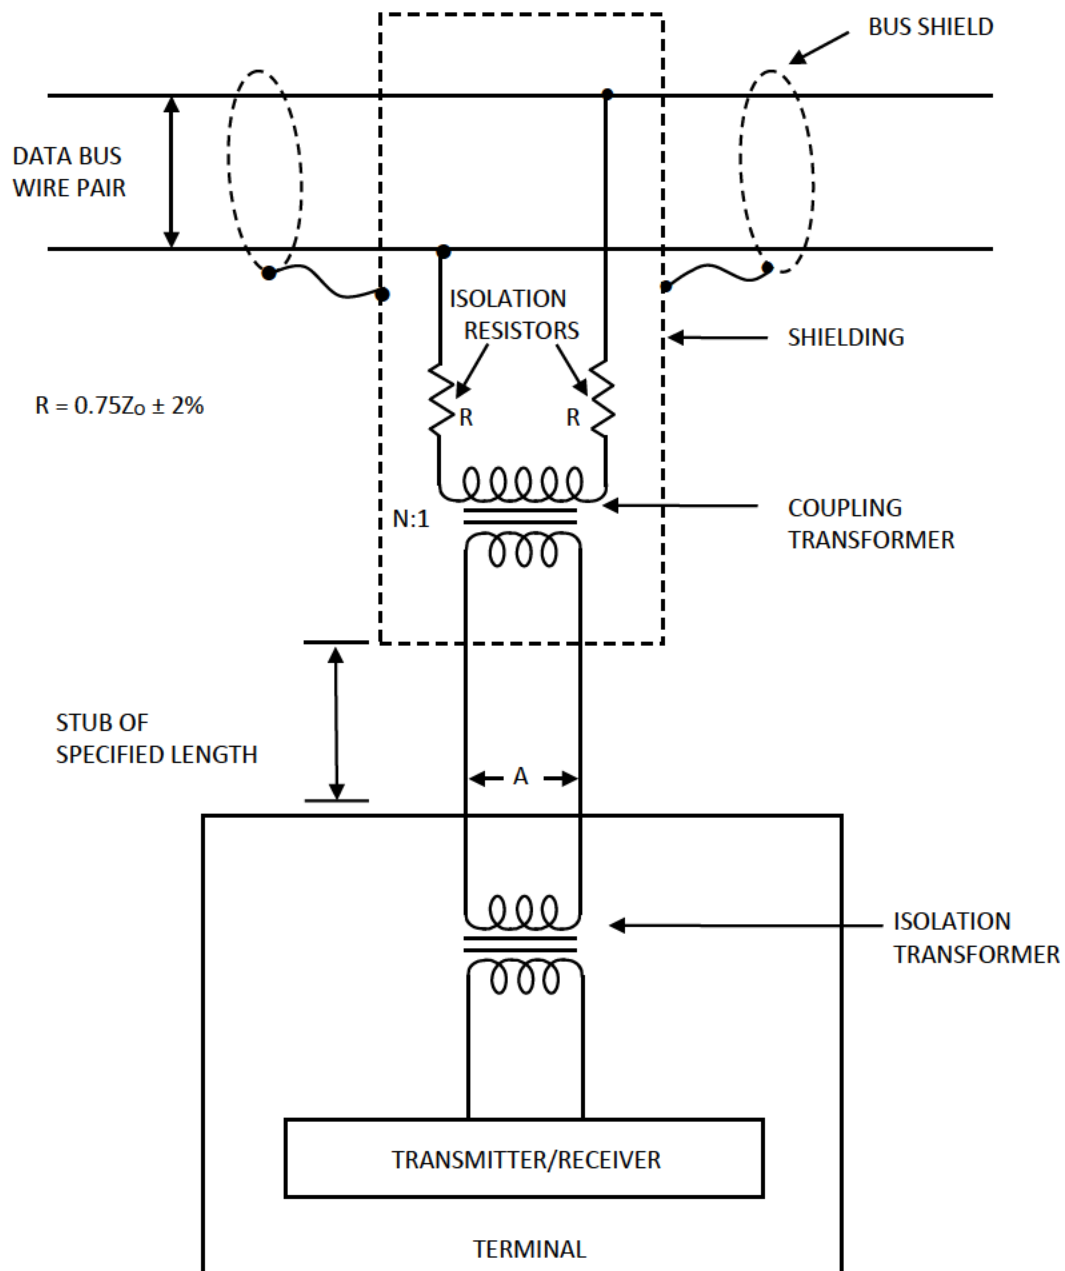 BUS SHIELD
DATA BUS
WIRE PAIR
ISOLATION
RESISTORS
SHIELDING
R = 0.75Zo ± 2%
R
R
N:1
COUPLING
TRANSFORMER
STUB OF
SPECIFIED LENGTH
A
ISOLATION
TRANSFORMER
TRANSMITTER/RECEIVER
TERMINAL